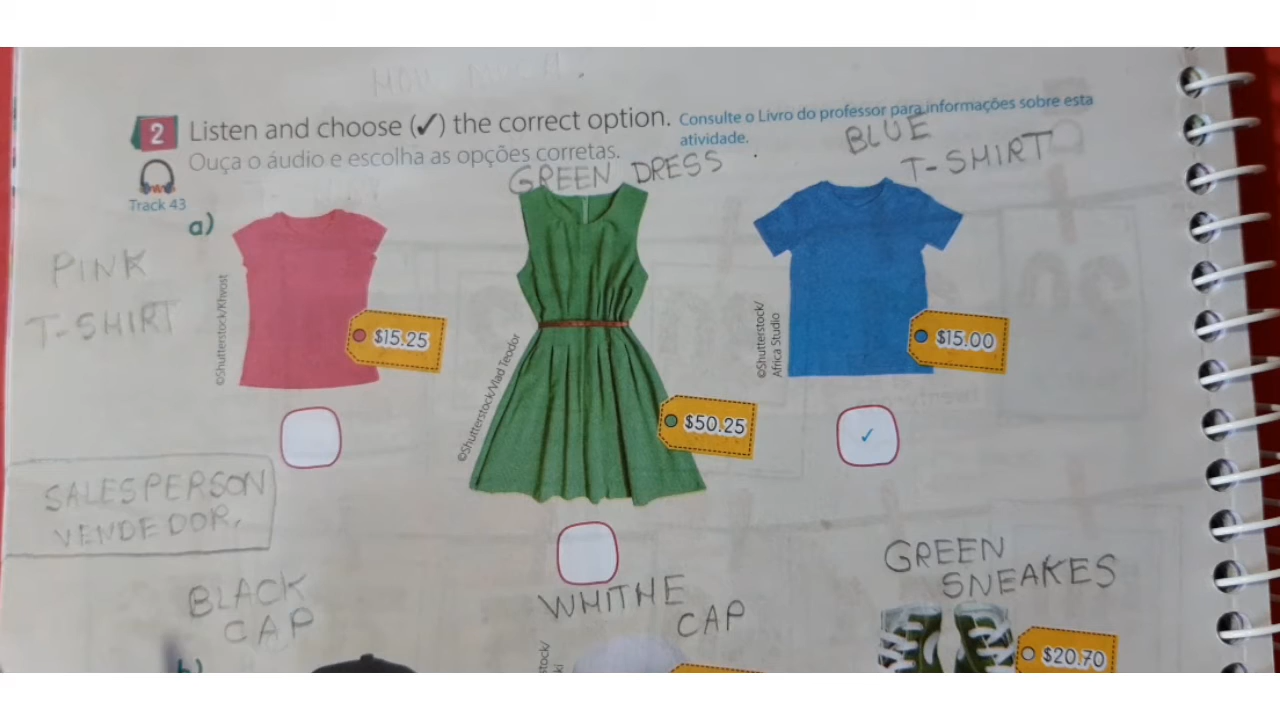 2 Listen and choose (✓) the correct option. Consulte o Livro do professor para informações sobre esta
atividade.
Ouça o áudio e escolha as opções corretas.
Track 43
a)
GREEN DRESS
BLUE
T-SHIRT
PINK
T-SHIRT
©Shutterstock/Khvost
$15.25
©Shutterstock/Vlad Teodor
$50.25
©Shutterstock/
Africa Studio
$15.00
✓
SALESPERSON
VENDEDOR.
BLACK
CAP
WHITHE
CAP
GREEN
SNEAKES
b)
$20.70